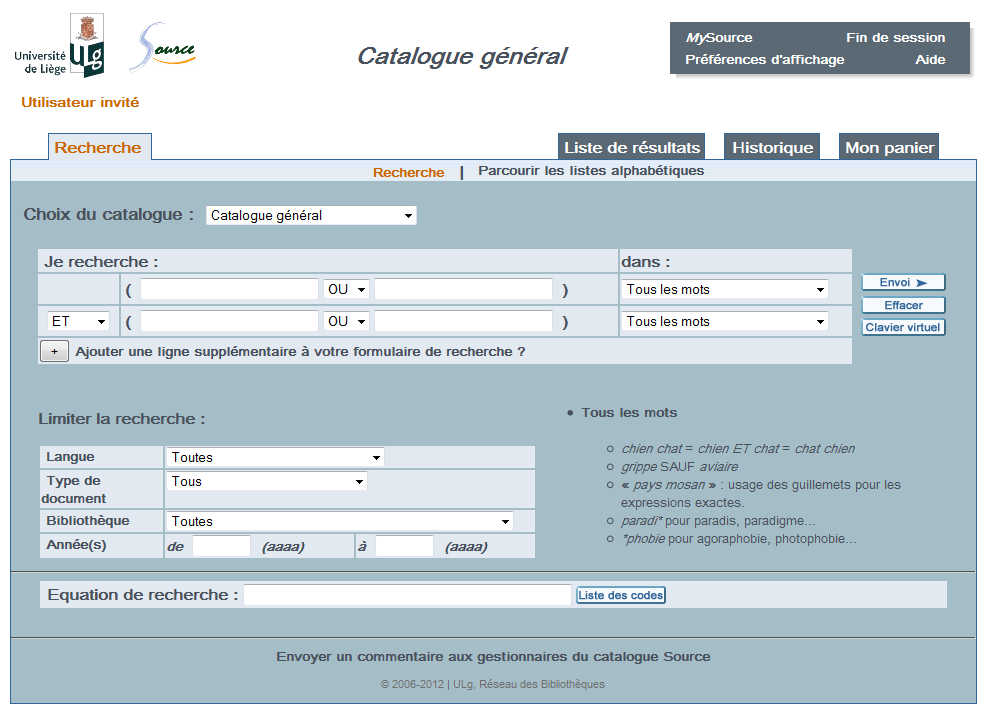 Université
de Liège
ULg
Source
Catalogue général
MySource
Fin de session
Préférences d'affichage
Aide
Utilisateur invité
Recherche
Liste de résultats
Historique
Mon panier
Recherche | Parcourir les listes alphabétiques
Choix du catalogue : Catalogue général
Je recherche :
dans :
( OU ) Tous les mots
Envoi
ET ( OU ) Tous les mots
Effacer
Clavier virtuel
+ Ajouter une ligne supplémentaire à votre formulaire de recherche ?
Limiter la recherche :
Langue Toutes
Type de
document
Tous
Bibliothèque Toutes
Année(s) de (aaaa) à (aaaa)
• Tous les mots
chien chat = chien ET chat = chat chien
grippe SAUF aviaire
« pays mosan » : usage des guillemets pour les
expressions exactes.
paradi* pour paradis, paradigme...
*phobie pour agoraphobie, photophobie...
Equation de recherche : Liste des codes
Envoyer un commentaire aux gestionnaires du catalogue Source
© 2006-2012 | ULg, Réseau des Bibliothèques